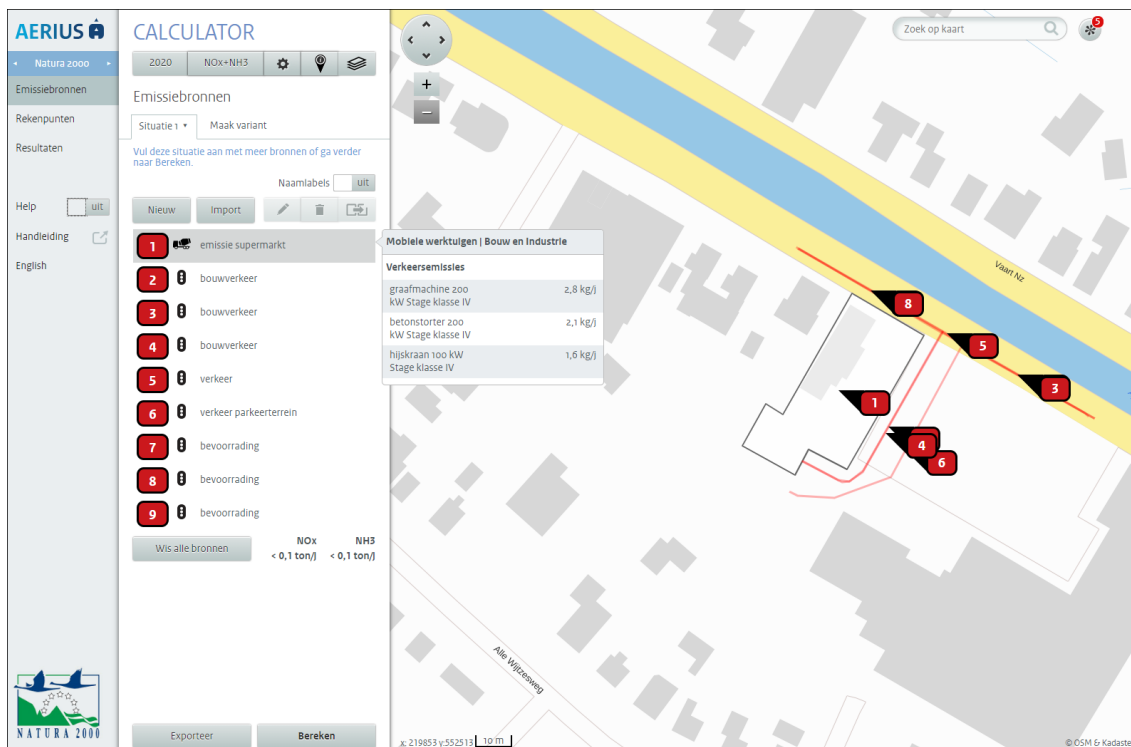 AERIUS
Natura 2000
Emissiebronnen
Rekenpunten
Resultaten
Help uit
Handleiding
English
NATURA 2000
CALCULATOR
2020 NOx+NH3
Emissiebronnen
Situatie 1 Maak variant
Vul deze situatie aan met meer bronnen of ga verder
naar Bereken.
Naamlabels uit
Nieuw Import
1 emissie supermarkt
2 bouwverkeer
3 bouwverkeer
4 bouwverkeer
5 verkeer
6 verkeer parkeerterrein
7 bevoorrading
8 bevoorrading
9 bevoorrading
Wis alle bronnen
NOx NH3
< 0,1 ton/j < 0,1 ton/j
Exporteer Bereken
Mobiele werktuigen | Bouw en Industrie
Verkeersemissies
graafmachine 200 2,8 kg/j
kW Stage klasse IV
betonstorter 200 2,1 kg/j
kW Stage klasse IV
hijskraan 100 kW 1,6 kg/j
Stage klasse IV
Zoek op kaart
5
Vaart Nz
8
5
3
1
4
6
Alle Wijtzesweg
x: 219853 y:552513 10 m
© OSM & Kadaste